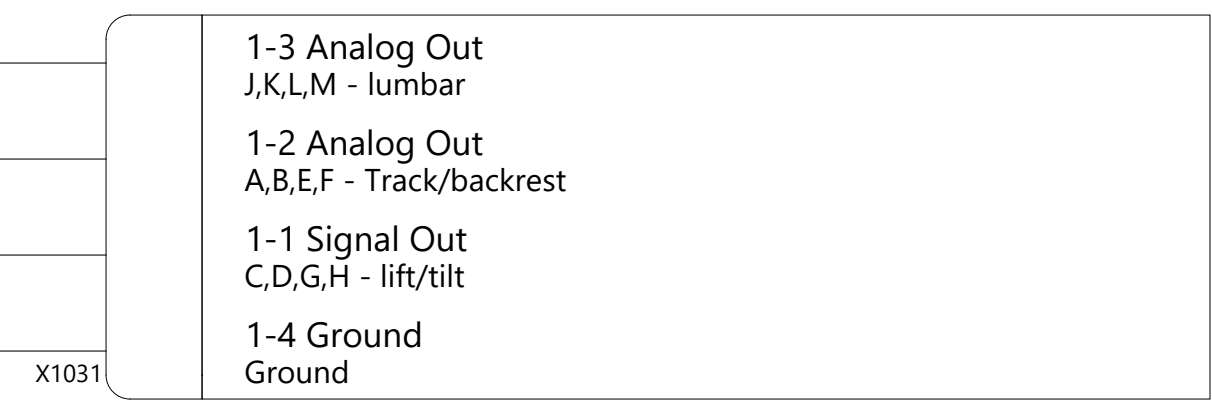 1-3 Analog Out
J,K,L,M - lumbar
1-2 Analog Out
A,B,E,F - Track/backrest
1-1 Signal Out
C,D,G,H - lift/tilt
1-4 Ground
X1031
Ground